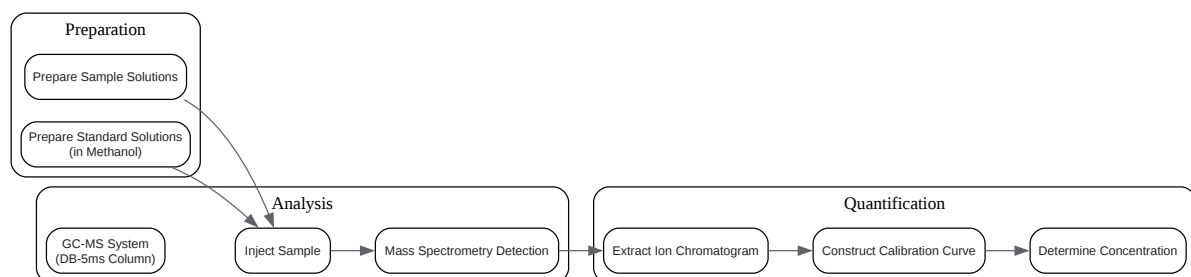 Preparation
Prepare Sample Solutions
Prepare Standard Solutions
(in Methanol)
Analysis
GC-MS System
(DB-5ms Column)
Inject Sample
Mass Spectrometry Detection
Quantification
Extract Ion Chromatogram
Construct Calibration Curve
Determine Concentration